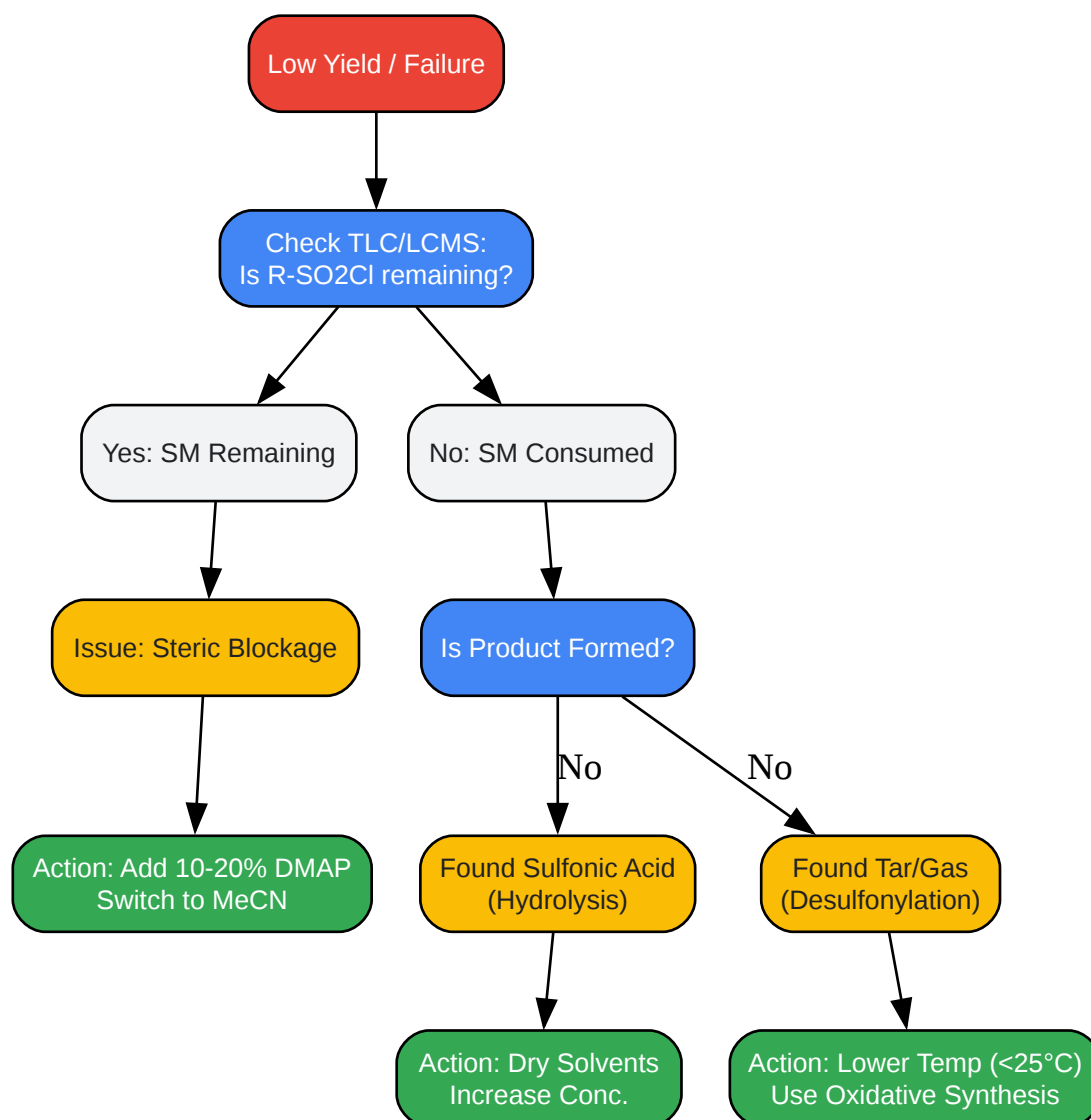 Low Yield / Failure
Check TLC/LCMS:
Is R-SO2Cl remaining?
Yes: SM Remaining
No: SM Consumed
Issue: Steric Blockage
Is Product Formed?
No
No
Action: Add 10-20% DMAP
Switch to MeCN
Found Sulfonic Acid
(Hydrolysis)
Found Tar/Gas
(Desulfonylation)
Action: Dry Solvents
Increase Conc.
Action: Lower Temp (<25°C)
Use Oxidative Synthesis